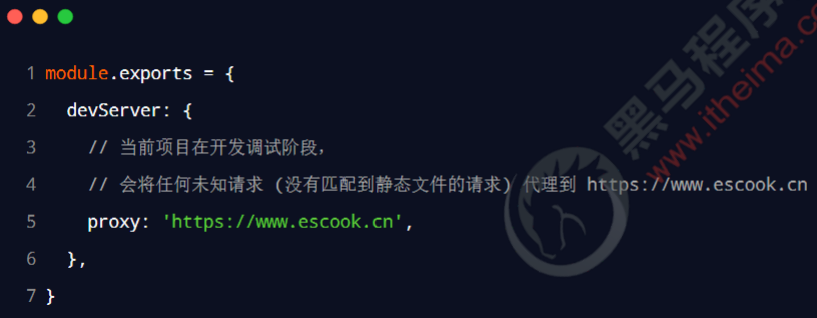 1 module.exports = {
2 devServer: {
3 // 当前项目在开发调试阶段，
4 // 会将任何未知请求 (没有匹配到静态文件的请求) 代理到 https://www.escook.cn
5 proxy: 'https://www.escook.cn',
6 },
7 }
黑马程序
www.itheima.co